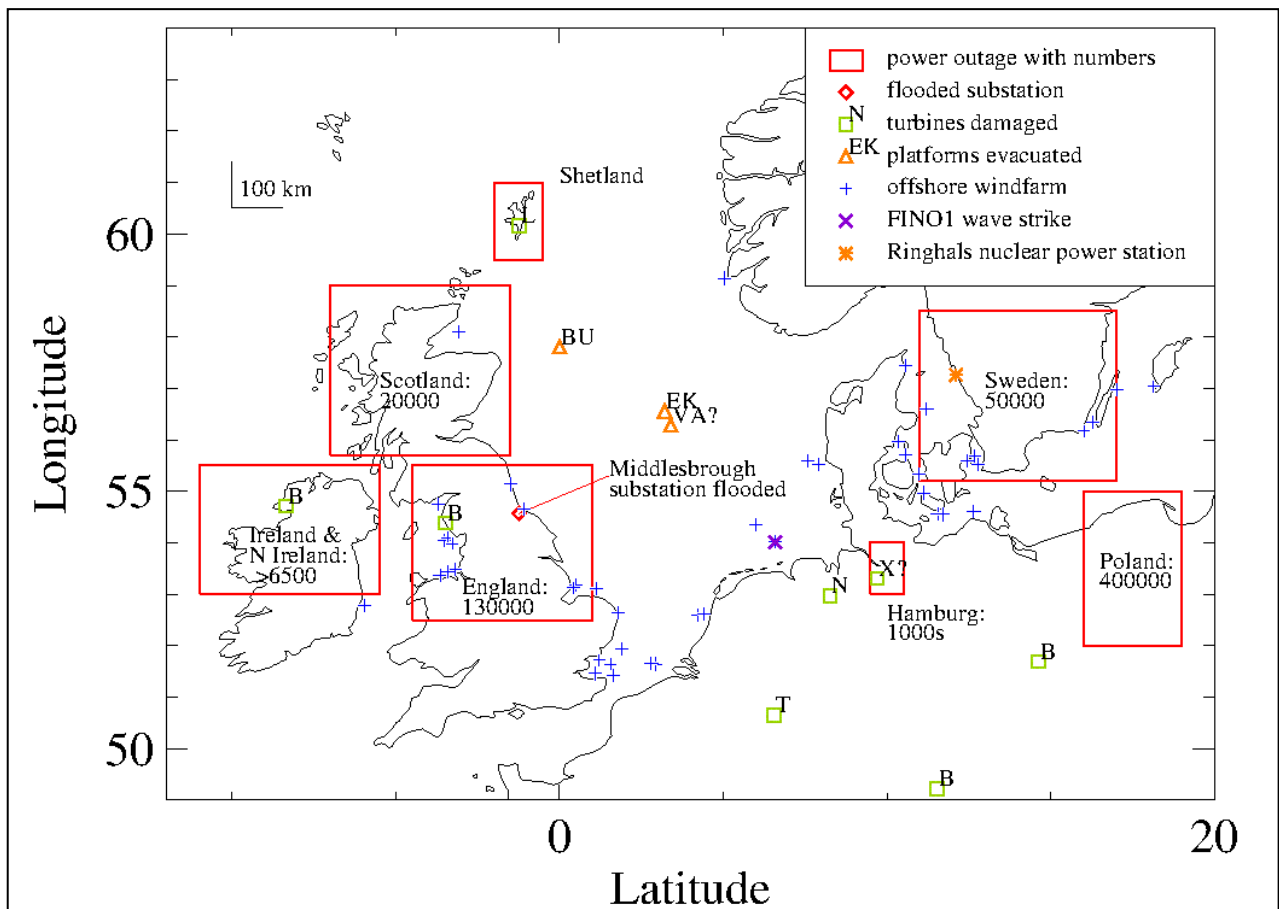 power outage with numbers
flooded substation
N
turbines damaged
EK
platforms evacuated
offshore windfarm
FINO1 wave strike
Ringhals nuclear power station
100 km
Shetland
L
60
BU
Scotland:
20000
EK
VA?
Sweden:
50000
Longitude
55
Middlesbrough
substation flooded
B
B
Ireland &
N Ireland:
>6500
England:
130000
X?
N
Hamburg:
1000s
Poland:
400000
B
T
50
B
0
20
Latitude